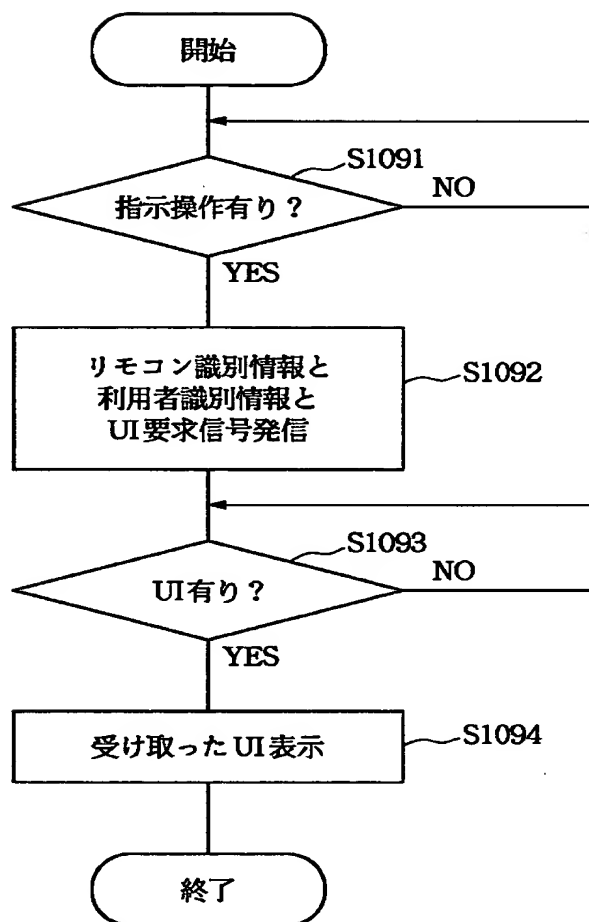 開始
S1091
指示操作有り?
NO
YES
リモコン識別情報と
利用者識別情報と
UI要求信号発信
S1092
S1093
UI有り?
NO
YES
受け取ったUI表示
S1094
終了